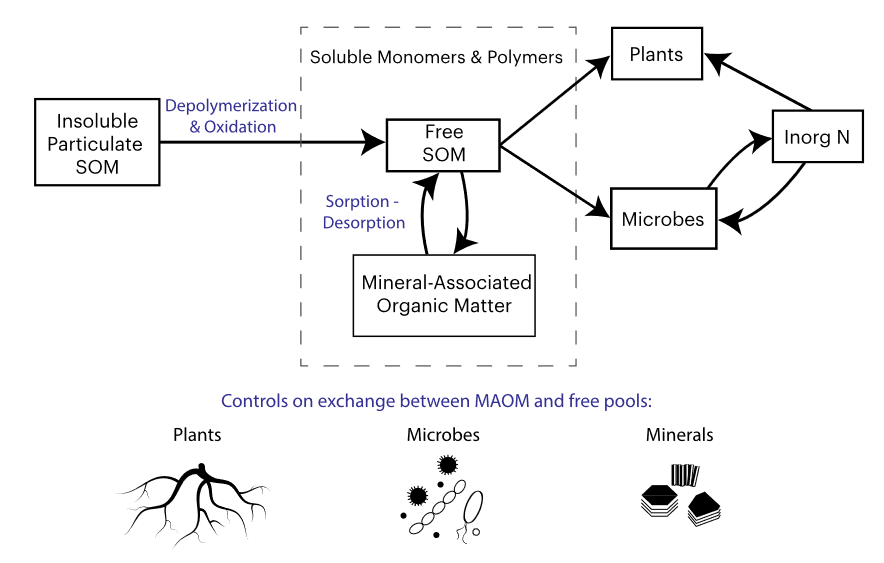 Soluble Monomers & Polymers
Plants
Insoluble
Particulate
SOM
Depolymerization
& Oxidation
Free
SOM
Inorg N
Sorption -
Desorption
Microbes
Mineral-Associated
Organic Matter
Controls on exchange between MAOM and free pools:
Plants
Microbes
Minerals